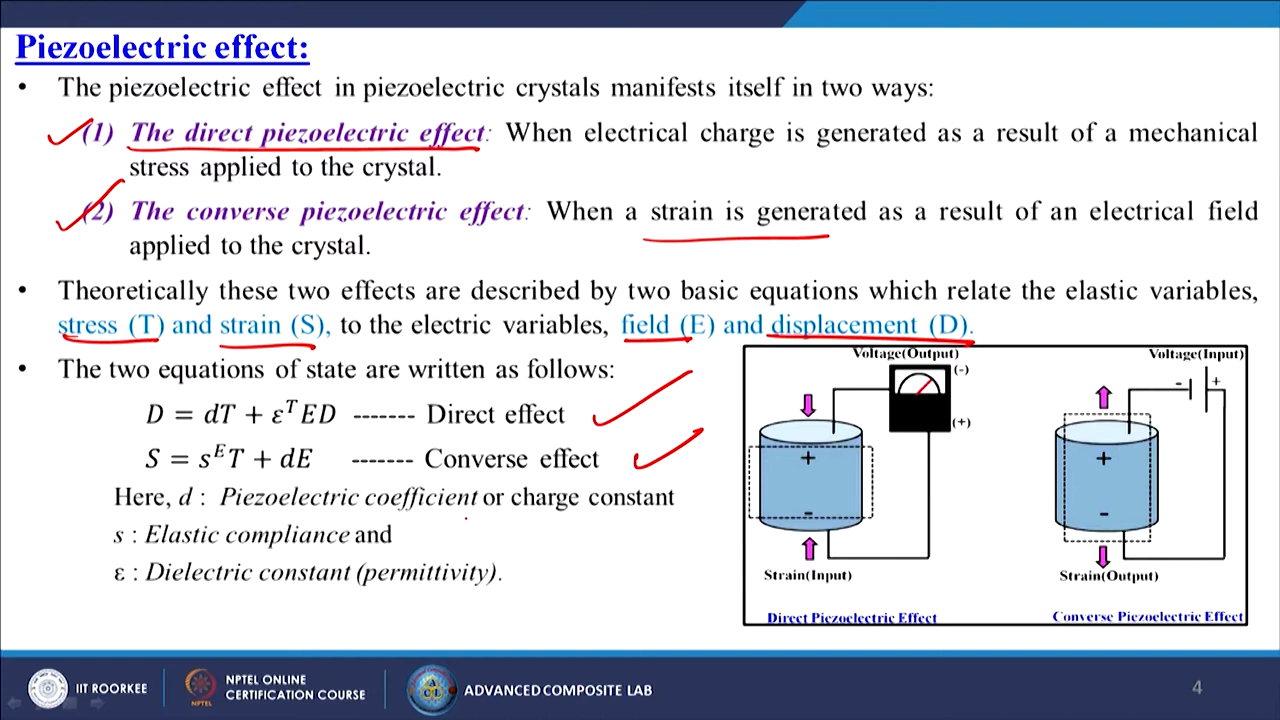 Piezoelectric effect:
• The piezoelectric effect in piezoelectric crystals manifests itself in two ways:
(1) The direct piezoelectric effect: When electrical charge is generated as a result of a mechanical
stress applied to the crystal.
(2) The converse piezoelectric effect: When a strain is generated as a result of an electrical field
applied to the crystal.
• Theoretically these two effects are described by two basic equations which relate the elastic variables,
stress (T) and strain (S), to the electric variables, field (E) and displacement (D).
• The two equations of state are written as follows:
D = dT + εᵀED ------- Direct effect
S = sᴱT + dE ------- Converse effect
Here, d : Piezoelectric coefficient or charge constant
s : Elastic compliance and
ε : Dielectric constant (permittivity).
Voltage(Output)
(-)
(+)
+
-
Strain(Input)
Direct Piezoelectric Effect
Voltage(Input)
- +
+
-
Strain(Output)
Converse Piezoelectric Effect
IIT ROORKEE
NPTEL
NPTEL ONLINE
CERTIFICATION COURSE
ADVANCED COMPOSITE LAB
4